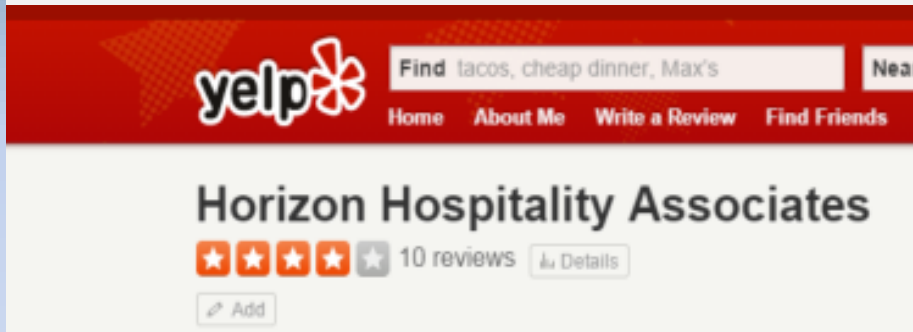 yelp
Find tacos, cheap dinner, Max's
Home About Me Write a Review Find Friends
Horizon Hospitality Associates
10 reviews Details
Add